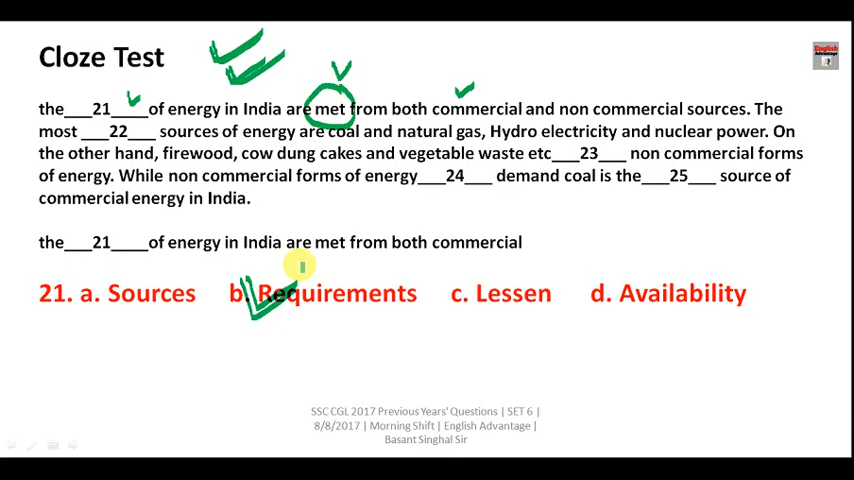 Cloze Test
English
Advantage
the___21____of energy in India are met from both commercial and non commercial sources. The
most ___22___ sources of energy are coal and natural gas, Hydro electricity and nuclear power. On
the other hand, firewood, cow dung cakes and vegetable waste etc___23___ non commercial forms
of energy. While non commercial forms of energy___24___ demand coal is the___25___ source of
commercial energy in India.
the___21____of energy in India are met from both commercial
21. a. Sources b. Requirements c. Lessen d. Availability
SSC CGL 2017 Previous Years' Questions | SET 6 |
8/8/2017 | Morning Shift | English Advantage |
Basant Singhal Sir